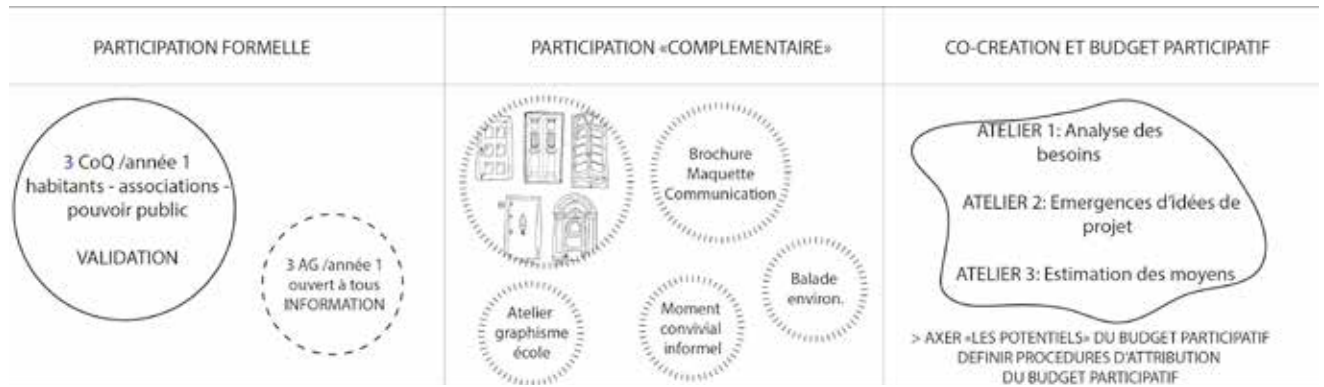 PARTICIPATION FORMELLE
3 CoQ /année 1
habitants - associations -
pouvoir public
VALIDATION
3 AG /année 1
ouvert à tous
INFORMATION
PARTICIPATION «COMPLEMENTAIRE»
Brochure
Maquette
Communication
Atelier
graphisme
école
Moment
convivial
informel
Balade
environ.
CO-CREATION ET BUDGET PARTICIPATIF
ATELIER 1: Analyse des
besoins
ATELIER 2: Emergences d'idées de
projet
ATELIER 3: Estimation des moyens
> AXER «LES POTENTIELS» DU BUDGET PARTICIPATIF
DEFINIR PROCEDURES D'ATTRIBUTION
DU BUDGET PARTICIPATIF